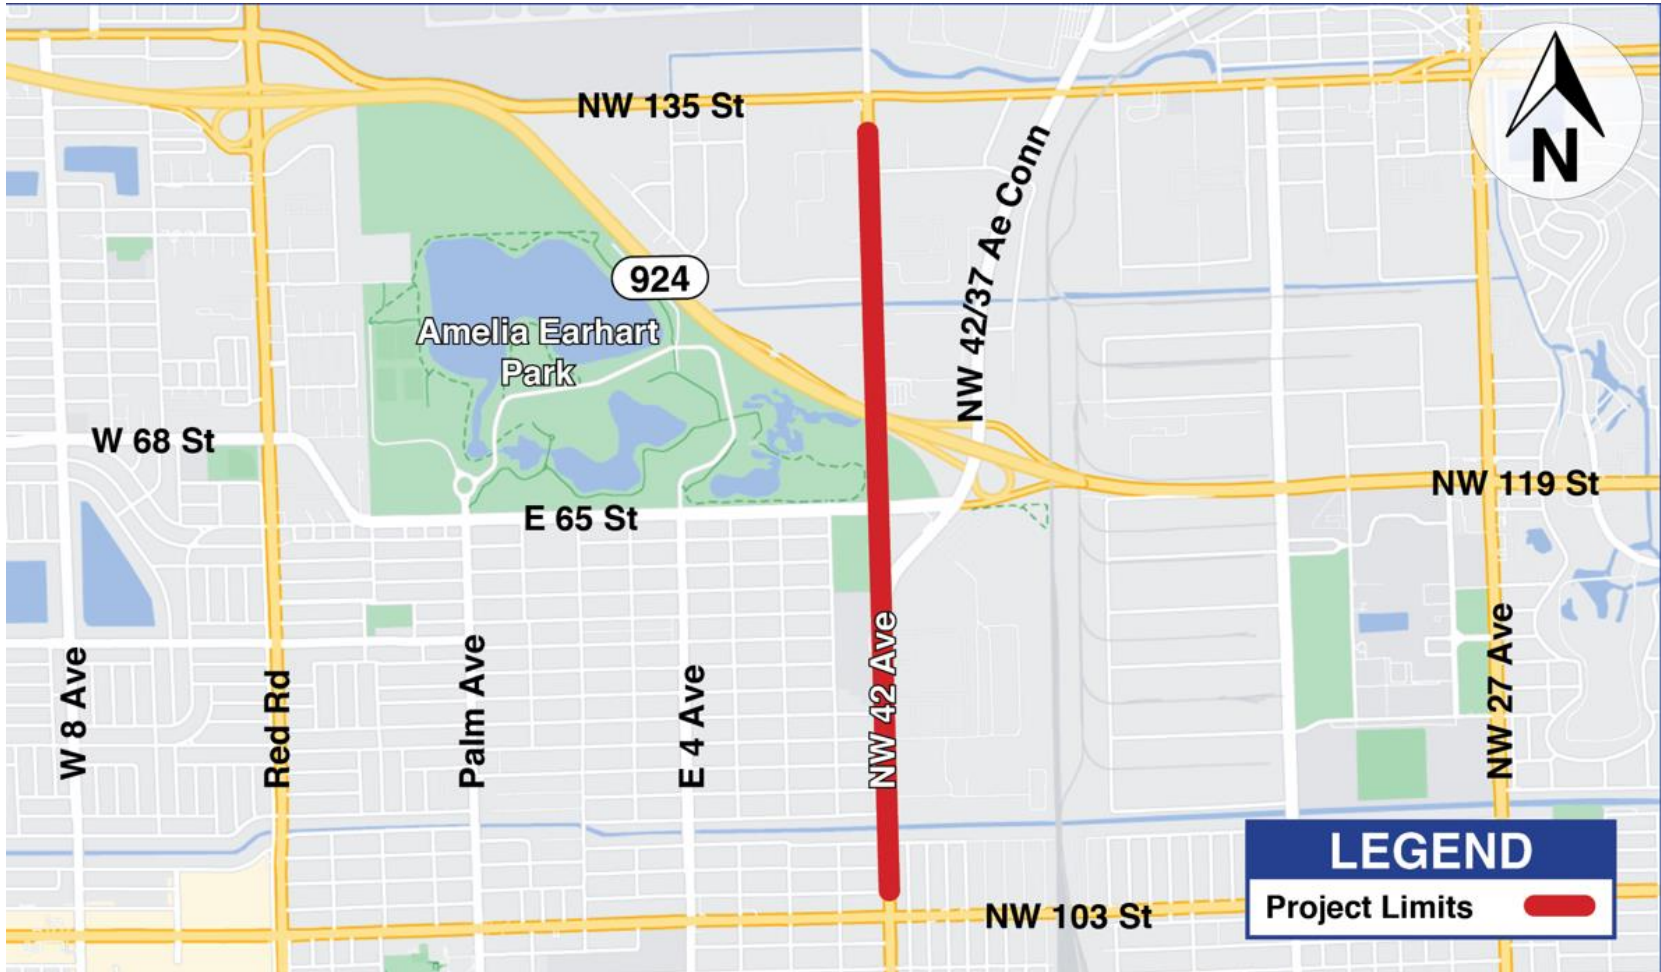 NW 135 St
N
NW 42/37 Ae Conn
924
Amelia Earhart
Park
W 68 St
NW 119 St
E 65 St
W 8 Ave
Red Rd
Palm Ave
E 4 Ave
NW 42 Ave
NW 27 Ave
LEGEND
Project Limits
NW 103 St